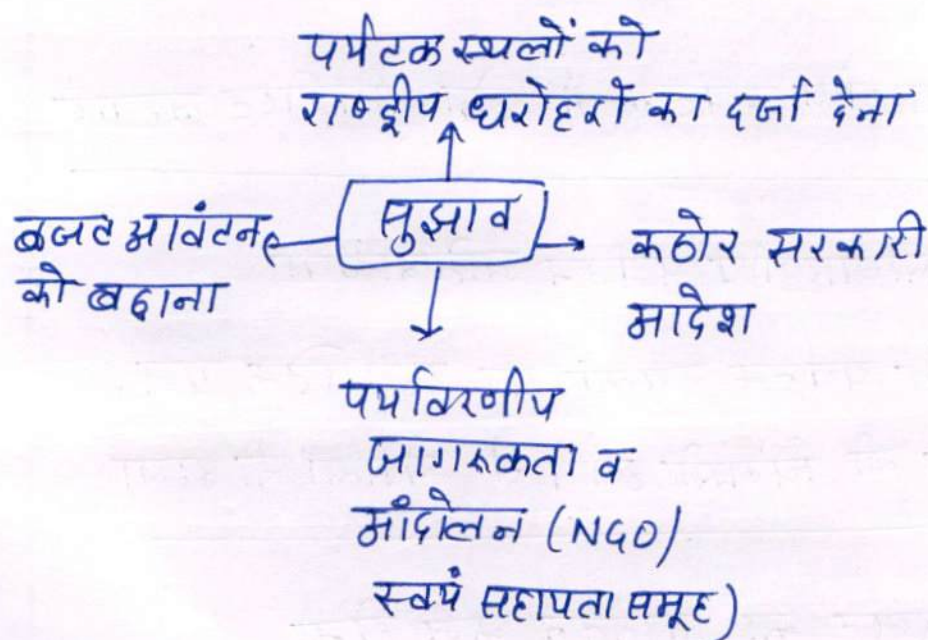 पर्यटक स्थलों को
राष्ट्रीय धरोहरों का दर्जा देना
सुझाव
बजट आवंटन
को बढ़ाना
कठोर सरकारी
आदेश
पर्यावरणीय
जागरूकता व
आंदोलन (NGO/
स्वयं सहायता समूह)